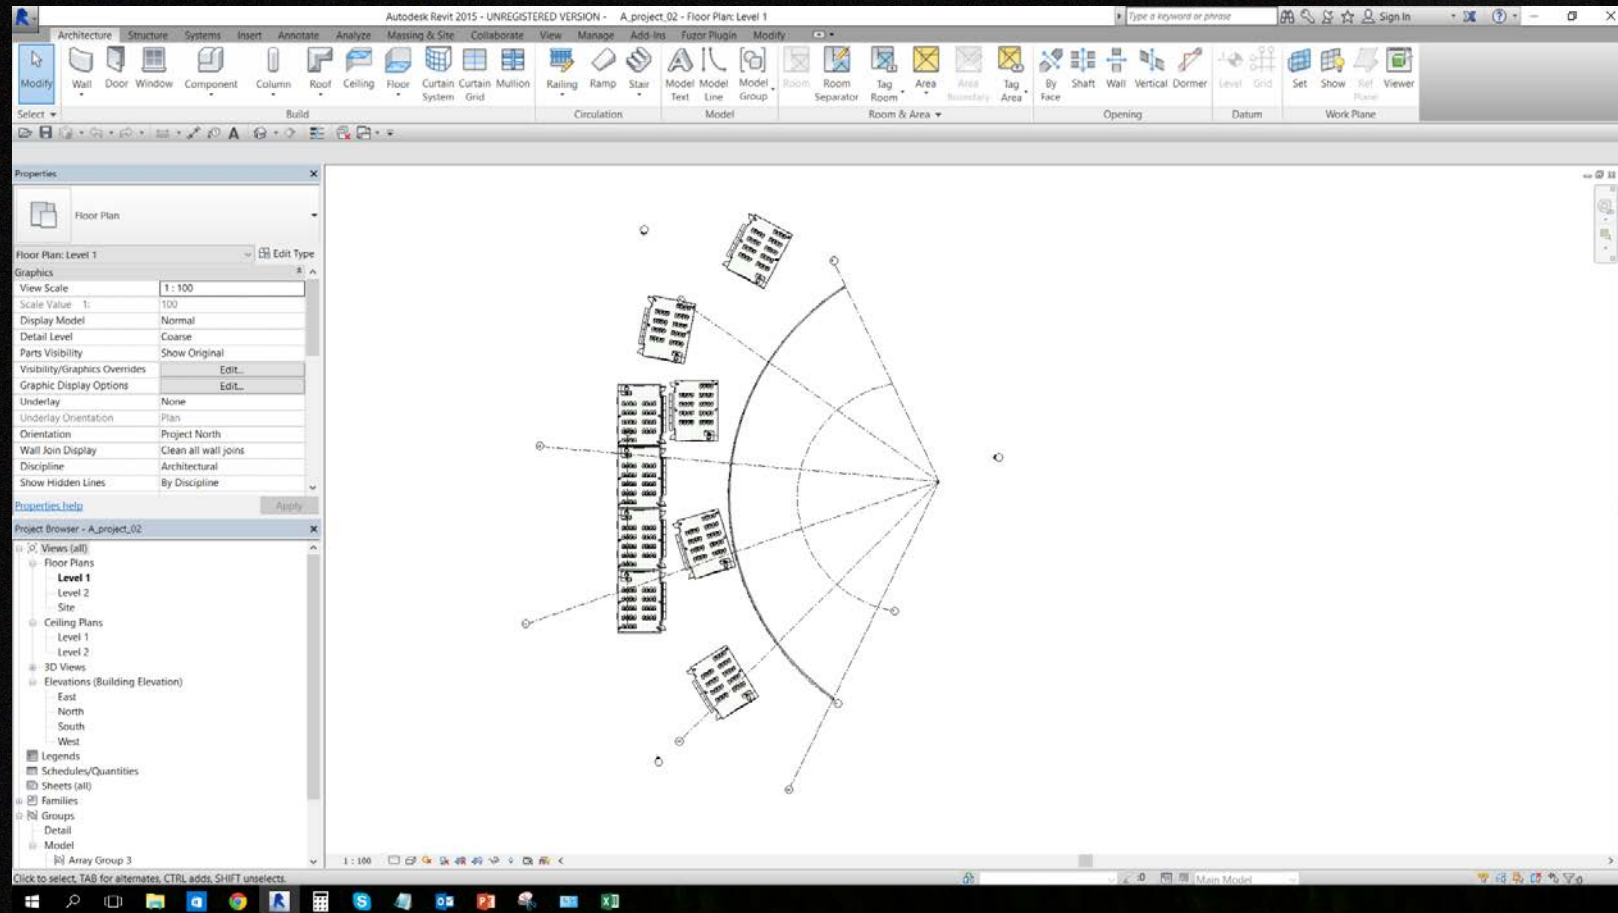 Autodesk Revit 2015 - UNREGISTERED VERSION - A_project_02 - Floor Plan: Level 1
Type a keyword or phrase
Sign In
Architecture Structure Systems Insert Annotate Analyze Massing & Site Collaborate View Manage Add-Ins Fuzor Plugin Modify
Modify Wall Door Window Component Column Roof Ceiling Floor Curtain System Curtain Grid Mullion Railing Ramp Stair Model Text Model Line Model Group Room Room Separator Tag Room Area Area Boundary Tag Area By Face Shaft Wall Vertical Dormer Level Grid Set Show Ref Plane Viewer
Select Build Circulation Model Room & Area Opening Datum Work Plane
Properties
Floor Plan
Floor Plan: Level 1 Edit Type
Graphics
View Scale 1 : 100
Scale Value 1: 100
Display Model Normal
Detail Level Coarse
Parts Visibility Show Original
Visibility/Graphics Overrides Edit...
Graphic Display Options Edit...
Underlay None
Underlay Orientation Plan
Orientation Project North
Wall Join Display Clean all wall joins
Discipline Architectural
Show Hidden Lines By Discipline
Properties help Apply
Project Browser - A_project_02
Views (all)
Floor Plans
Level 1
Level 2
Site
Ceiling Plans
Level 1
Level 2
3D Views
Elevations (Building Elevation)
East
North
South
West
Legends
Schedules/Quantities
Sheets (all)
Families
Groups
Detail
Model
Array Group 3
1 : 100
Click to select, TAB for alternates, CTRL adds, SHIFT unselects.
:0 Main Model